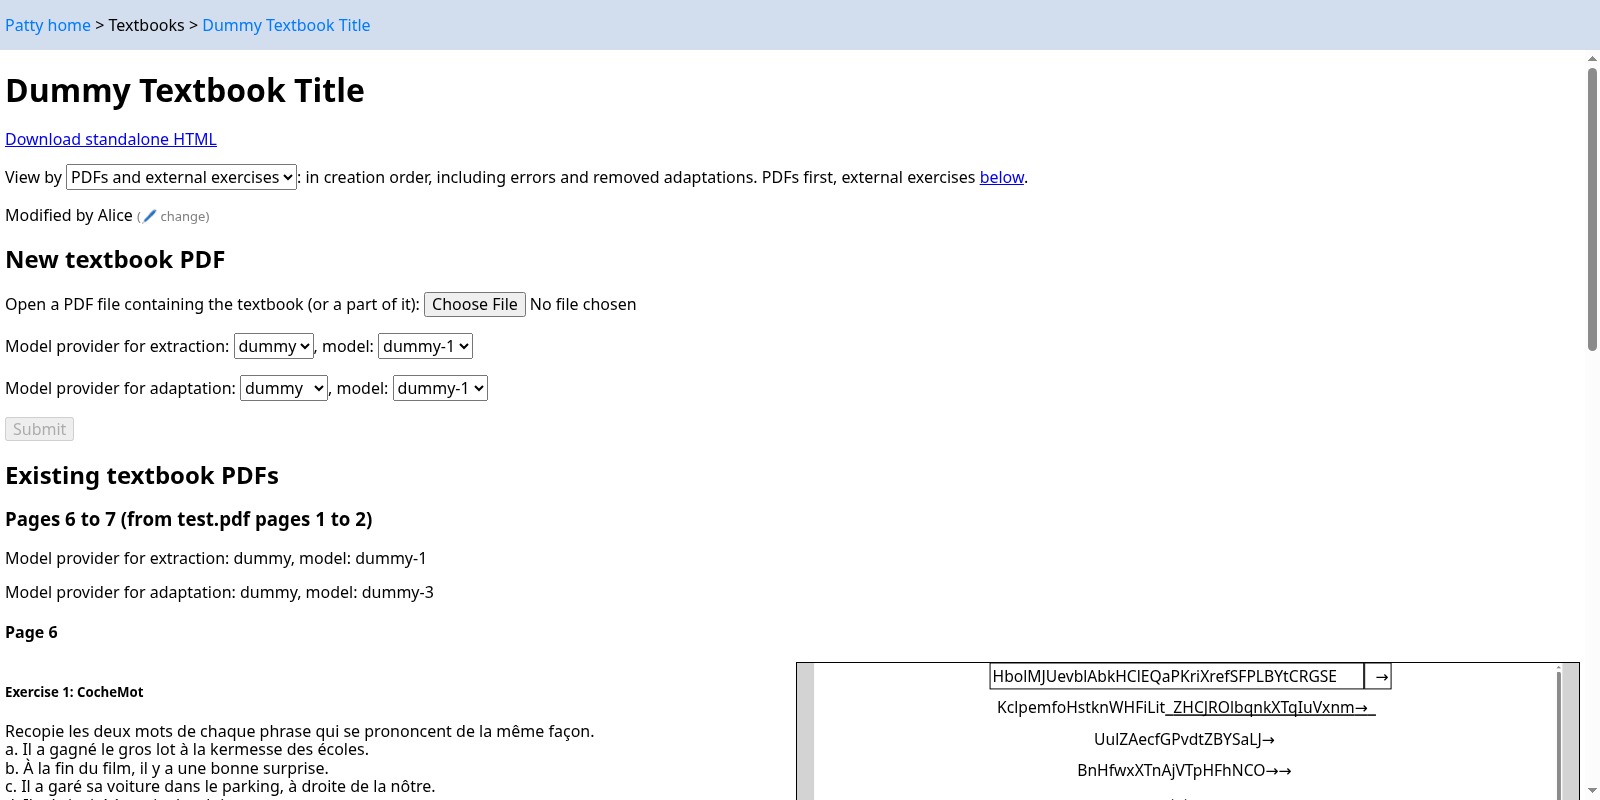 Patty home > Textbooks > Dummy Textbook Title
Dummy Textbook Title
Download standalone HTML
View by PDFs and external exercises : in creation order, including errors and removed adaptations. PDFs first, external exercises below.
Modified by Alice (🖊️ change)
New textbook PDF
Open a PDF file containing the textbook (or a part of it): Choose File No file chosen
Model provider for extraction: dummy , model: dummy-1
Model provider for adaptation: dummy , model: dummy-1
Submit
Existing textbook PDFs
Pages 6 to 7 (from test.pdf pages 1 to 2)
Model provider for extraction: dummy, model: dummy-1
Model provider for adaptation: dummy, model: dummy-3
Page 6
Exercise 1: CocheMot
Recopie les deux mots de chaque phrase qui se prononcent de la même façon.
a. Il a gagné le gros lot à la kermesse des écoles.
b. À la fin du film, il y a une bonne surprise.
c. Il a garé sa voiture dans le parking, à droite de la nôtre.
HbolMJUevblAbkHClEQaPKriXrefSFPLBYtCRGSE →
KclpemfoHstknWHFiLit ZHCJROlbqnkXTqIuVxnm→
UulZAecfGPvdtZBYSaLJ→
BnHfwxXTnAjVTpHFhNCO→→